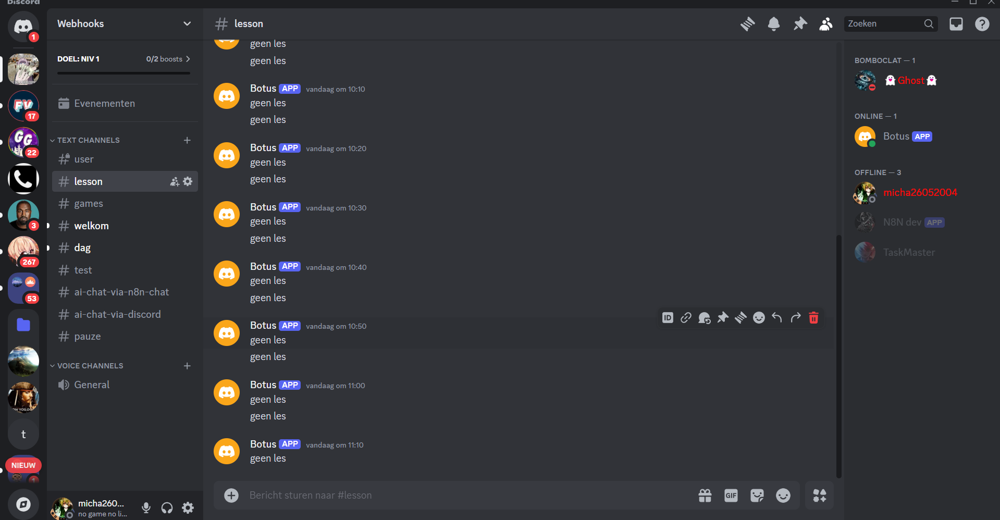 Discord
1
Webhooks
DOEL: NIV 1
0/2 boosts
Evenementen
TEXT CHANNELS
user
lesson
games
welkom
dag
test
ai-chat-via-n8n-chat
ai-chat-via-discord
pauze
VOICE CHANNELS
General
17
GG
22
3
267
53
t
NIEUW
1
micha260...
no game no li...
lesson
Zoeken
geen les
geen les
Botus APP vandaag om 10:10
geen les
geen les
Botus APP vandaag om 10:20
geen les
geen les
Botus APP vandaag om 10:30
geen les
geen les
Botus APP vandaag om 10:40
geen les
geen les
Botus APP vandaag om 10:50
ID
geen les
geen les
Botus APP vandaag om 11:00
geen les
geen les
Botus APP vandaag om 11:10
geen les
Bericht sturen naar #lesson
GIF
BOMBOCLAT — 1
👻Ghost👻
ONLINE — 1
Botus APP
OFFLINE — 3
micha26052004
N8N dev APP
TaskMaster